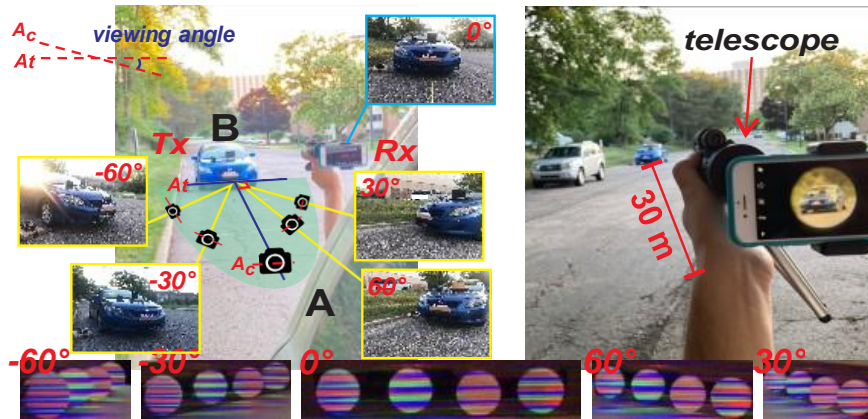 Ac
At
viewing angle
0°
telescope
B
Tx
Rx
-60°
At
30°
30 m
-30°
Ac
60°
A
-60°
-30°
0°
60°
30°